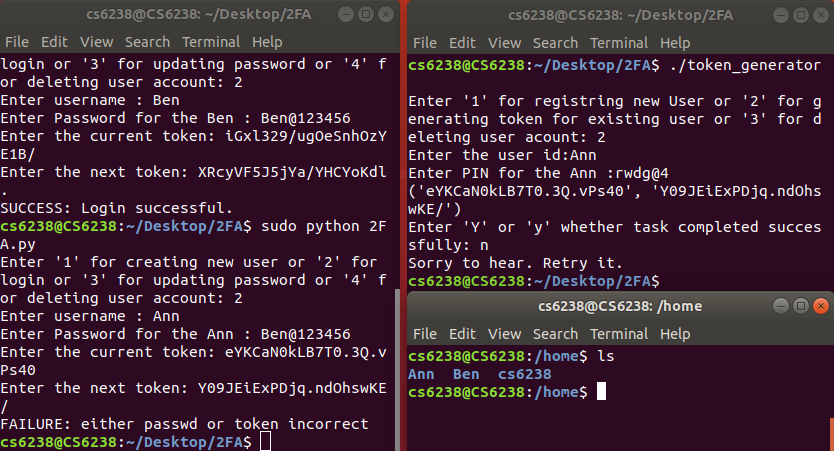 cs6238@CS6238: ~/Desktop/2FA
File Edit View Search Terminal Help
login or '3' for updating password or '4' f
or deleting user account: 2
Enter username : Ben
Enter Password for the Ben : Ben@123456
Enter the current token: iGxl329/ugOeSnhOzY
E1B/
Enter the next token: XRcyVF5J5jYa/YHCYoKdl
.
SUCCESS: Login successful.
cs6238@CS6238:~/Desktop/2FA$ sudo python 2F
A.py
Enter '1' for creating new user or '2' for
login or '3' for updating password or '4' f
or deleting user account: 2
Enter username : Ann
Enter Password for the Ann : Ben@123456
Enter the current token: eYKCaN0kLB7T0.3Q.v
Ps40
Enter the next token: Y09JEiExPDjq.ndOhswKE
/
FAILURE: either passwd or token incorrect
cs6238@CS6238:~/Desktop/2FA$
cs6238@CS6238: ~/Desktop/2FA
File Edit View Search Terminal Help
cs6238@CS6238:~/Desktop/2FA$ ./token_generator
Enter '1' for registring new User or '2' for g
enerating token for existing user or '3' for d
eleting user acount: 2
Enter the user id:Ann
Enter PIN for the Ann :rwdg@4
('eYKCaN0kLB7T0.3Q.vPs40', 'Y09JEiExPDjq.ndOhs
wKE/')
Enter 'Y' or 'y' whether task completed succes
sfully: n
Sorry to hear. Retry it.
cs6238@CS6238:~/Desktop/2FA$
cs6238@CS6238: /home
File Edit View Search Terminal Help
cs6238@CS6238:/home$ ls
Ann Ben cs6238
cs6238@CS6238:/home$